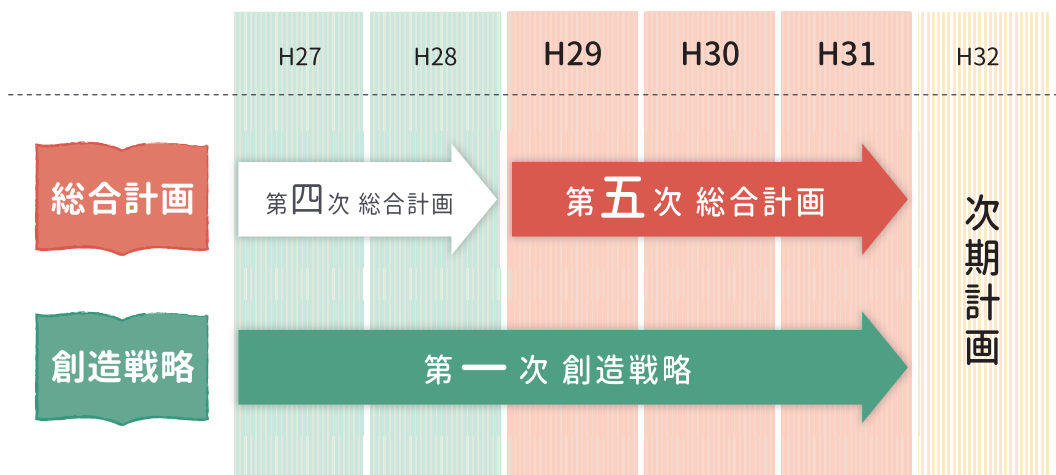 H27 H28 H29 H30 H31 H32
総合計画
第四次 総合計画
第五次 総合計画
創造戦略
第一次 創造戦略
次期計画